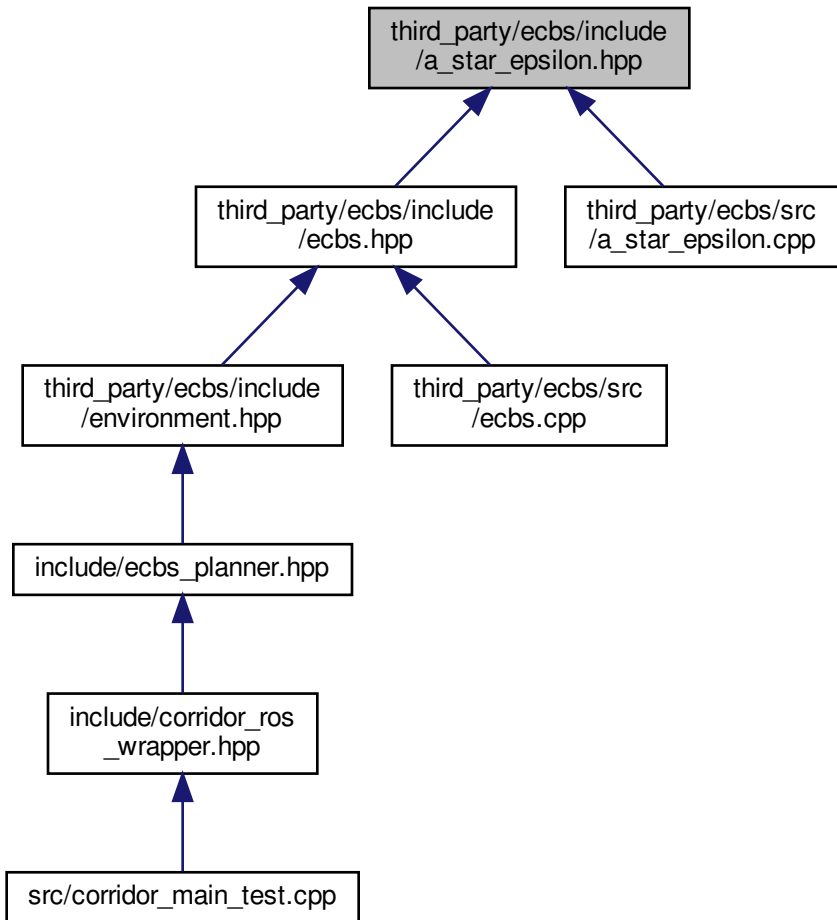 third_party/ecbs/include
/a_star_epsilon.hpp
third_party/ecbs/include
/ecbs.hpp
third_party/ecbs/src
/a_star_epsilon.cpp
third_party/ecbs/include
/environment.hpp
third_party/ecbs/src
/ecbs.cpp
include/ecbs_planner.hpp
include/corridor_ros
_wrapper.hpp
src/corridor_main_test.cpp